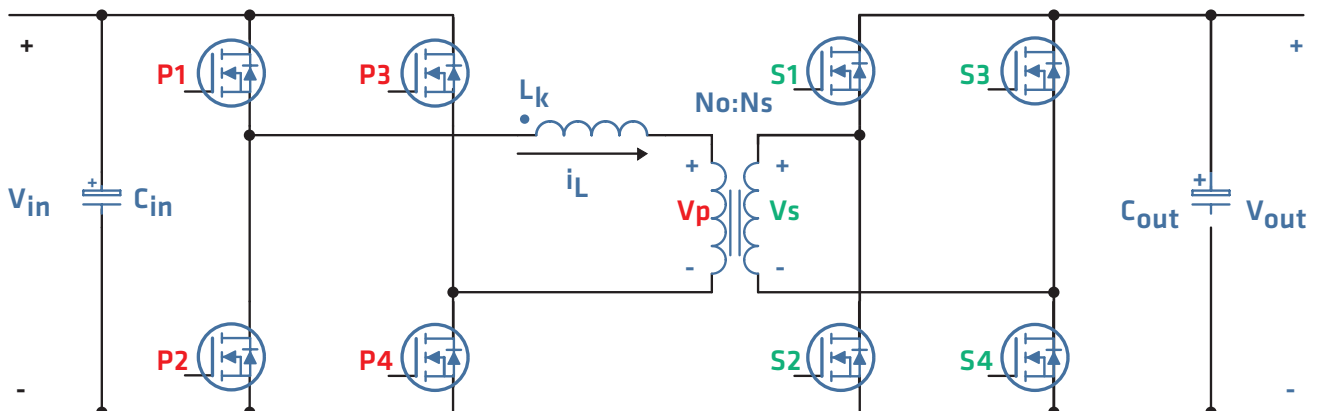 + +
P1 P3 S1 S3
Lk No:Ns
+ +
iL
Vin + Cin Vp Vs Cout + Vout
- -
P2 P4 S2 S4
- -